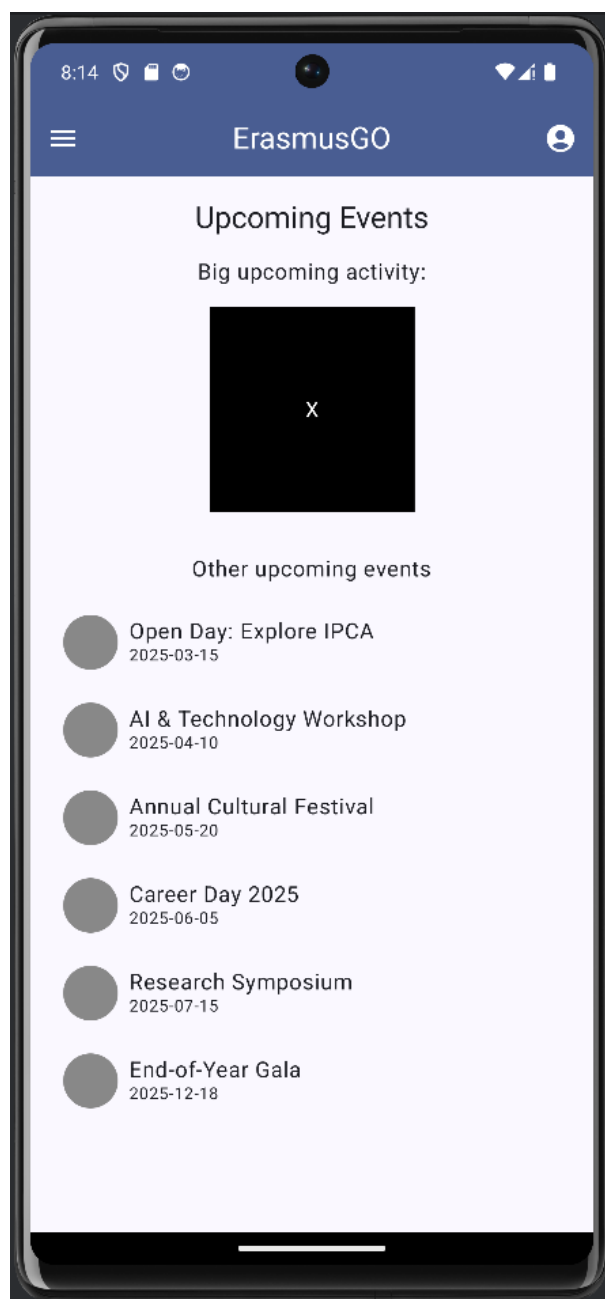 8:14
ErasmusGO
Upcoming Events
Big upcoming activity:
X
Other upcoming events
Open Day: Explore IPCA
2025-03-15
AI & Technology Workshop
2025-04-10
Annual Cultural Festival
2025-05-20
Career Day 2025
2025-06-05
Research Symposium
2025-07-15
End-of-Year Gala
2025-12-18